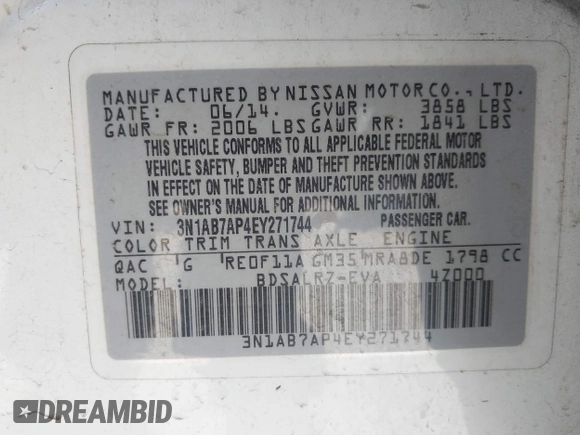 MANUFACTURED BY NISSAN MOTOR CO., LTD.
DATE: 06/14. GVWR: 3858 LBS
GAWR FR: 2006 LBS GAWR RR: 1841 LBS
THIS VEHICLE CONFORMS TO ALL APPLICABLE FEDERAL MOTOR
VEHICLE SAFETY, BUMPER AND THEFT PREVENTION STANDARDS
IN EFFECT ON THE DATE OF MANUFACTURE SHOWN ABOVE.
SEE OWNER'S MANUAL FOR ADDITIONAL INFORMATION.
VIN: 3N1AB7AP4EY271744 PASSENGER CAR.
COLOR TRIM TRANS AXLE ENGINE
QAC G RE0F11A GM35 MRA8DE 1798 CC
MODEL: BDSALRZ-EVA 4Z000
3N1AB7AP4EY271744
DREAMBID